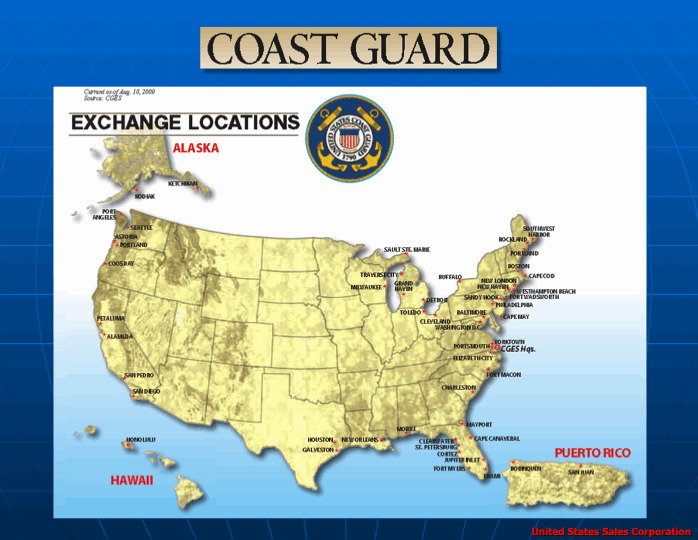 COAST GUARD
Current as of Aug. 10, 2009
Source: CGES
EXCHANGE LOCATIONS
UNITED STATES COAST GUARD
1790
ALASKA
KETCHIKAN
KODIAK
PORT
ANGELES
SEATTLE
ASTORIA
PORTLAND
COOS BAY
PETALUMA
ALAMEDA
SAN PEDRO
SAN DIEGO
SAULT STE. MARIE
TRAVERSE CITY
MILWAUKEE
GRAND
HAVEN
DETROIT
TOLEDO
CLEVELAND
BUFFALO
SOUTHWEST
HARBOR
ROCKLAND
PORTLAND
BOSTON
CAPE COD
NEW LONDON
NEW HAVEN
WESTHAMPTON BEACH
SANDY HOOK
FORT WADSWORTH
PHILADELPHIA
BALTIMORE
CAPE MAY
WASHINGTON D.C.
YORKTOWN
PORTSMOUTH
CGES Hqs.
ELIZABETH CITY
FORT MACON
CHARLESTON
MAYPORT
MOBILE
HOUSTON
NEW ORLEANS
GALVESTON
CLEARWATER
CAPE CANAVERAL
ST. PETERSBURG
CORTEZ
JUPITER INLET
FORT MYERS
MIAMI
HONOLULU
HAWAII
PUERTO RICO
BORINQUEN
SAN JUAN
United States Sales Corporation